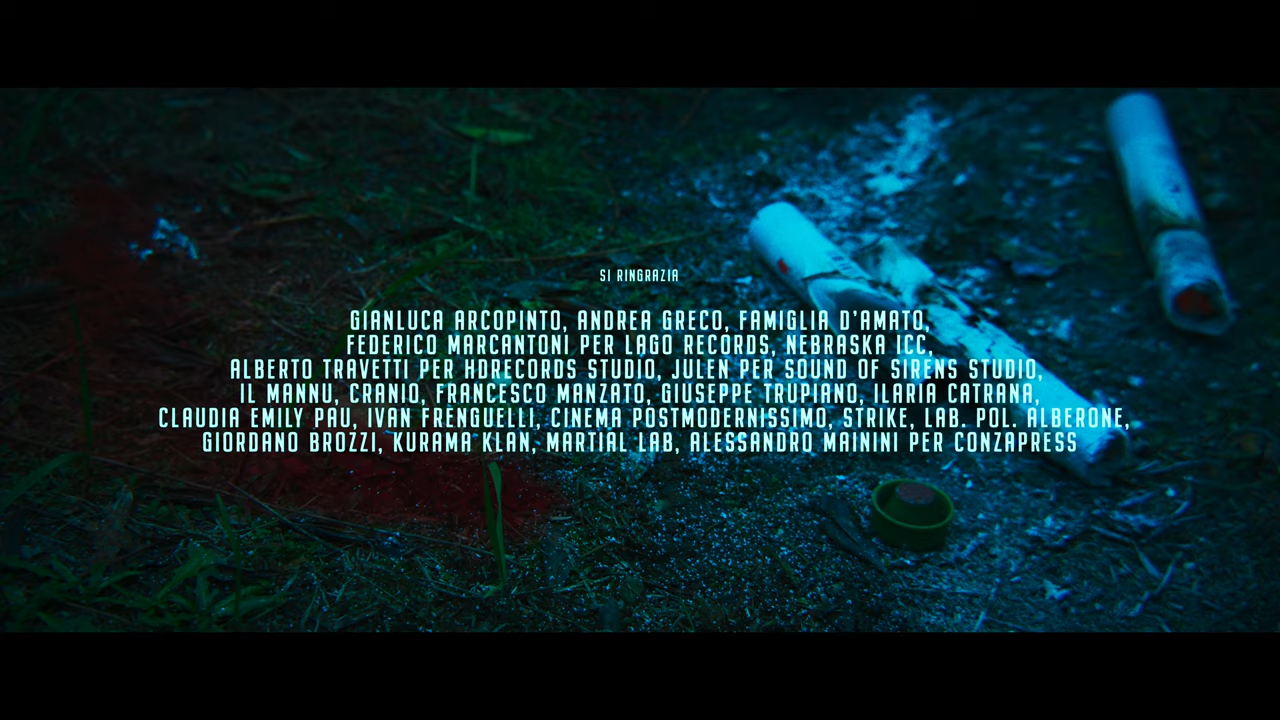 SI RINGRAZIA
GIANLUCA ARCOPINTO, ANDREA GRECO, FAMIGLIA D'AMATO,
FEDERICO MARCANTONI PER LAGO RECORDS, NEBRASKA ICC,
ALBERTO TRAVETTI PER HDRECORDS STUDIO, JULEN PER SOUND OF SIRENS STUDIO,
IL MANNU, CRANIO, FRANCESCO MANZATO, GIUSEPPE TRUPIANO, ILARIA CATRANA,
CLAUDIA EMILY PAU, IVAN FRENGUELLI, CINEMA POSTMODERNISSIMO, STRIKE, LAB. POL. ALBERONE,
GIORDANO BROZZI, KURAMA KLAN, MARTIAL LAB, ALESSANDRO MAININI PER CONZAPRESS